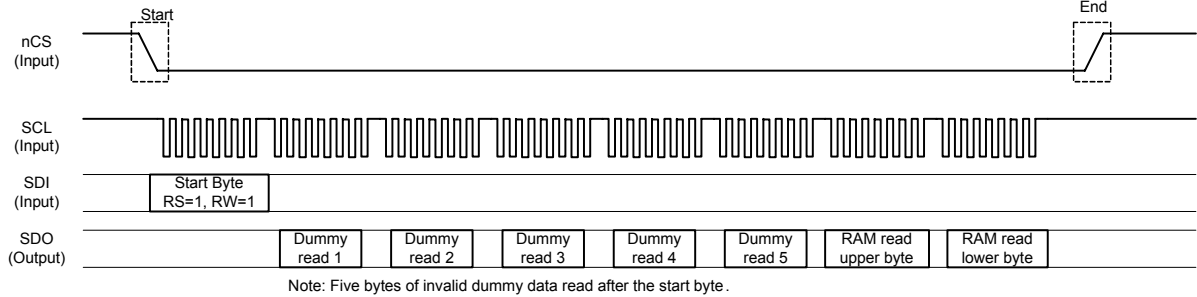 Start
End
nCS
(Input)
SCL
(Input)
SDI
(Input)
Start Byte
RS=1, RW=1
SDO
(Output)
Dummy
read 1
Dummy
read 2
Dummy
read 3
Dummy
read 4
Dummy
read 5
RAM read
upper byte
RAM read
lower byte
Note: Five bytes of invalid dummy data read after the start byte.